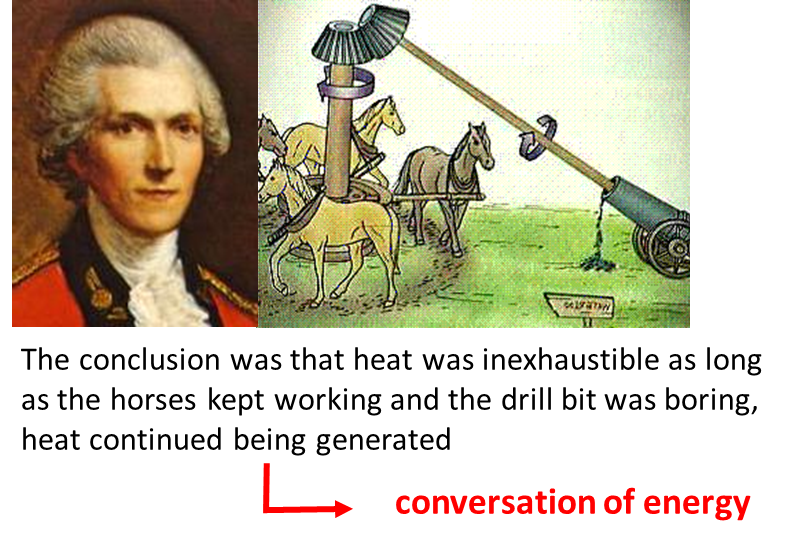 The conclusion was that heat was inexhaustible as long
as the horses kept working and the drill bit was boring,
heat continued being generated
conversation of energy